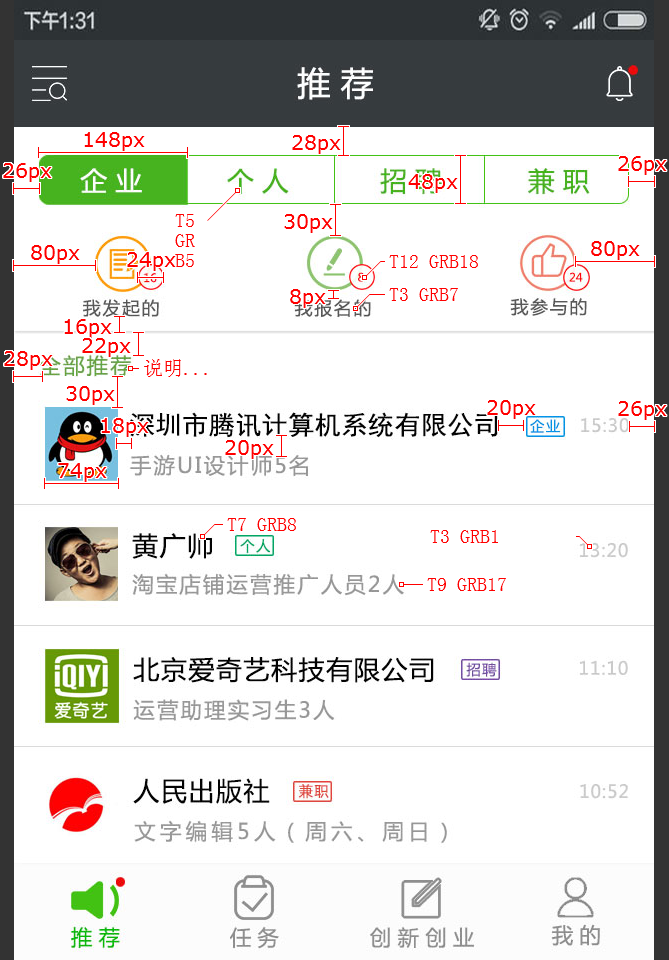 下午1:31
推荐
148px
28px
26px
企业
个人
招聘
48px
兼职
26px
T5
GR
B5
30px
80px
24px
16
8
T12 GRB18
24
80px
8px
T3 GRB7
我发起的
我报名的
我参与的
16px
22px
28px
全部推荐
说明...
30px
18px
深圳市腾讯计算机系统有限公司
20px
企业
15:30
26px
20px
74px
手游UI设计师5名
T7 GRB8
T3 GRB1
黄广帅
个人
13:20
淘宝店铺运营推广人员2人
T9 GRB17
iQIYI
爱奇艺
北京爱奇艺科技有限公司
招聘
11:10
运营助理实习生3人
人民出版社
兼职
10:52
文字编辑5人（周六、周日）
推荐
任务
创新创业
我的